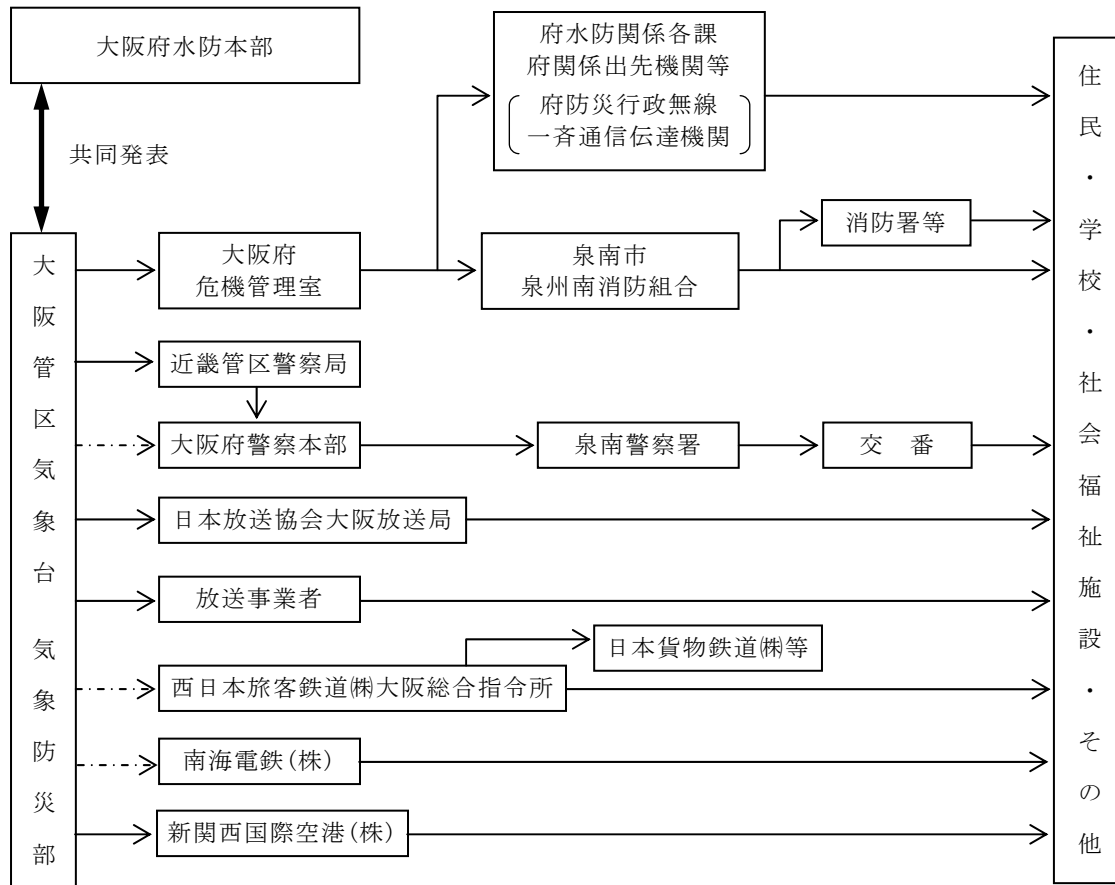 大阪府水防本部
共同発表
大阪管区気象台 気象防災部
府水防関係各課
府関係出先機関等
府防災行政無線
一斉通信伝達機関
消防署等
大阪府
危機管理室
泉南市
泉州南消防組合
近畿管区警察局
大阪府警察本部
泉南警察署
交 番
日本放送協会大阪放送局
放送事業者
日本貨物鉄道㈱等
西日本旅客鉄道㈱大阪総合指令所
南海電鉄(株)
新関西国際空港(株)
住民・学校・社会福祉施設・その他